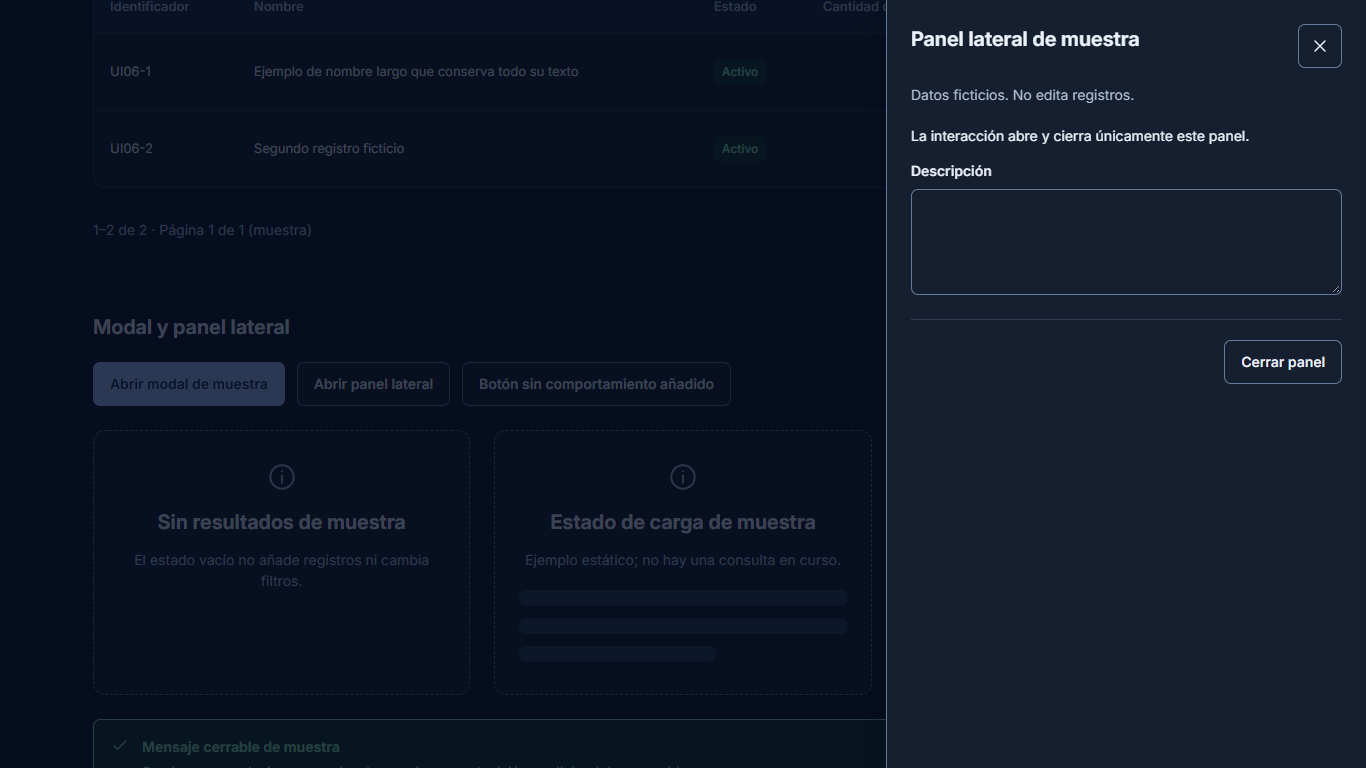 Identificador Nombre Estado Cantidad
UI06-1 Ejemplo de nombre largo que conserva todo su texto Activo
UI06-2 Segundo registro ficticio Activo
1–2 de 2 · Página 1 de 1 (muestra)
Modal y panel lateral
Abrir modal de muestra Abrir panel lateral Botón sin comportamiento añadido
Sin resultados de muestra
El estado vacío no añade registros ni cambia
filtros.
Estado de carga de muestra
Ejemplo estático; no hay una consulta en curso.
Mensaje cerrable de muestra
Panel lateral de muestra
Datos ficticios. No edita registros.
La interacción abre y cierra únicamente este panel.
Descripción
Cerrar panel